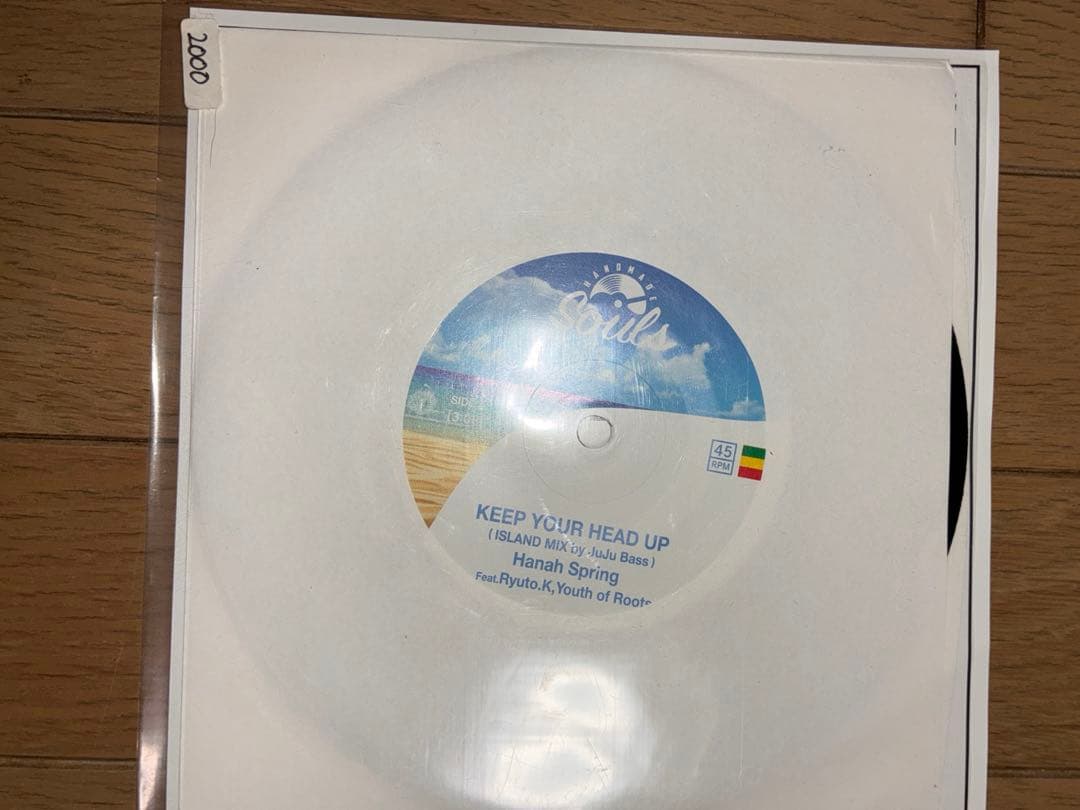 2000
HANDMADE
Souls
SIDE
45
RPM
KEEP YOUR HEAD UP
( ISLAND MIX by JuJu Bass )
Hanah Spring
Feat.Ryuto.K,Youth of Roots